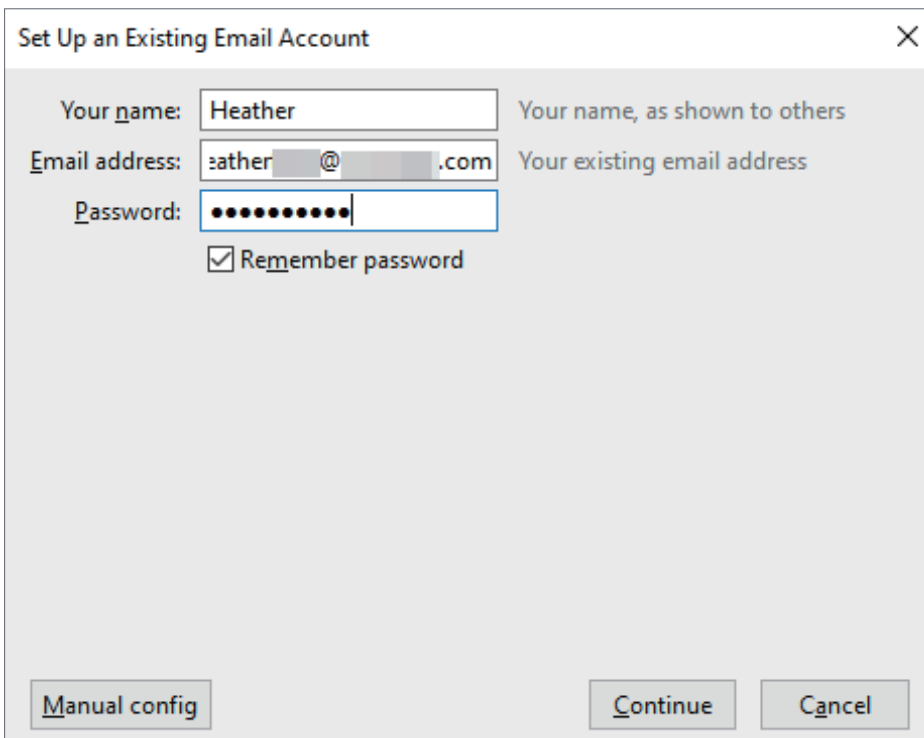 Set Up an Existing Email Account
Your name: Heather Your name, as shown to others
Email address: eather @ .com Your existing email address
Password: ●●●●●●●●●● 
Remember password
Manual config Continue Cancel